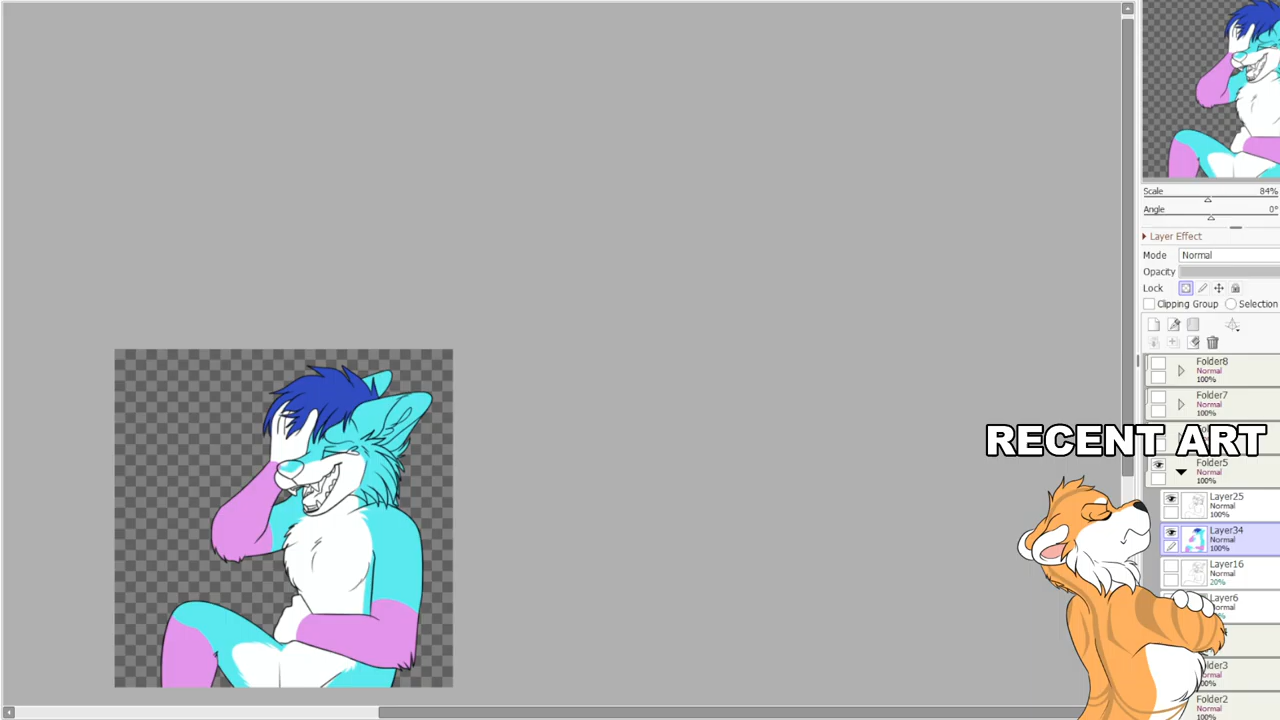 Scale 84%
Angle 0°
Layer Effect
Mode Normal
Opacity
Lock
Clipping Group Selection
Folder8
Normal
100%
Folder7
Normal
100%
RECENT ART
Folder5
Normal
100%
Layer25
Normal
100%
Layer34
Normal
100%
Layer16
Normal
20%
Layer6
Normal
Folder2
Normal